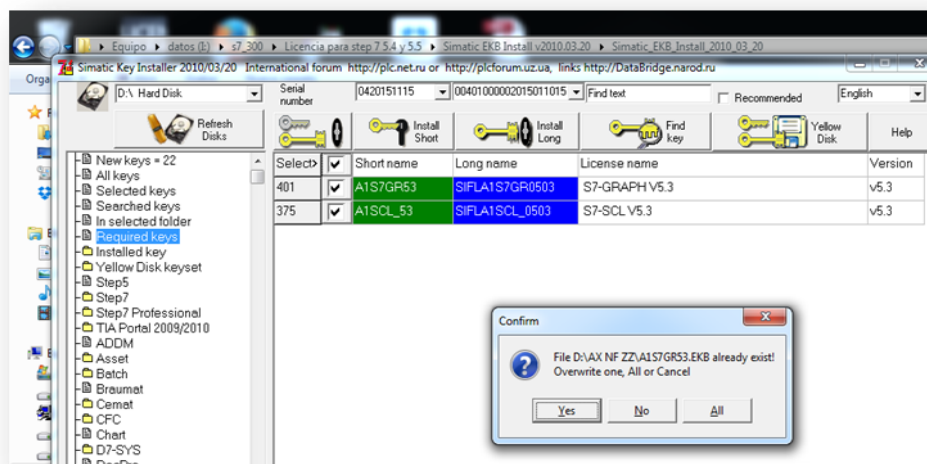 Equipo ▸ datos (E:) ▸ s7_300 ▸ Licencia para step 7 5.4 y 5.5 ▸ Simatic EKB Install v2010.03.20 ▸ Simatic_EKB_Install_2010_03_20
Orga
Simatic Key Installer 2010/03/20 International forum http://plc.net.ru or http://plcforum.uz.ua, links http://DataBridge.narod.ru
D:\ Hard Disk
Serial number
0420151115
00401000002015011015
Find text
Recommended
English
Refresh Disks
Install Short
Install Long
Find key
Yellow Disk
Help
New keys = 22
All keys
Selected keys
Searched keys
In selected folder
Required keys
Installed key
Yellow Disk keyset
Step5
Step7
Step7 Professional
TIA Portal 2009/2010
ADDM
Asset
Batch
Braumat
Cemat
CFC
Chart
D7-SYS
Select> Short name Long name License name Version
401 A1S7GR53 SIFLA1S7GR0503 S7-GRAPH V5.3 v5.3
375 A1SCL_53 SIFLA1SCL_0503 S7-SCL V5.3 v5.3
Confirm
File D:\AX NF ZZ\A1S7GR53.EKB already exist!
Overwrite one, All or Cancel
Yes No All